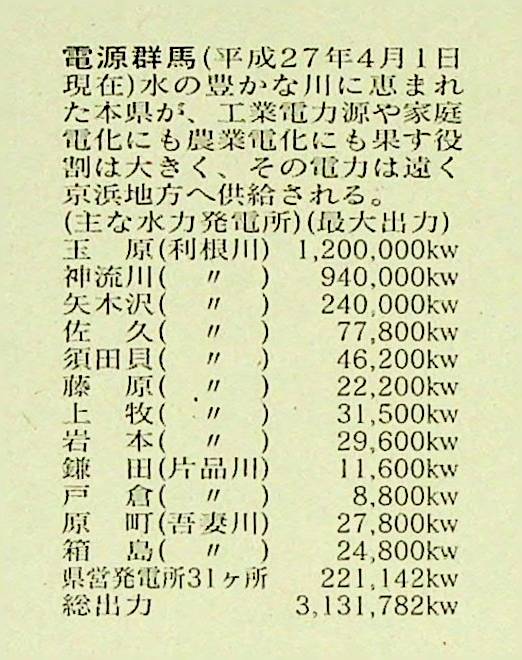 電源群馬(平成27年4月1日
現在)水の豊かな川に恵まれ
た本県が、工業電力源や家庭
電化にも農業電化にも果す役
割は大きく、その電力は遠く
京浜地方へ供給される。
(主な水力発電所)(最大出力)
玉　原(利根川)　1,200,000kw
神流川(　〃　)　940,000kw
矢木沢(　〃　)　240,000kw
佐　久(　〃　)　77,800kw
須田貝(　〃　)　46,200kw
藤　原(　〃　)　22,200kw
上　牧(　〃　)　31,500kw
岩　本(　〃　)　29,600kw
鎌　田(片品川)　11,600kw
戸　倉(　〃　)　8,800kw
原　町(吾妻川)　27,800kw
箱　島(　〃　)　24,800kw
県営発電所31ヶ所　221,142kw
総出力　3,131,782kw